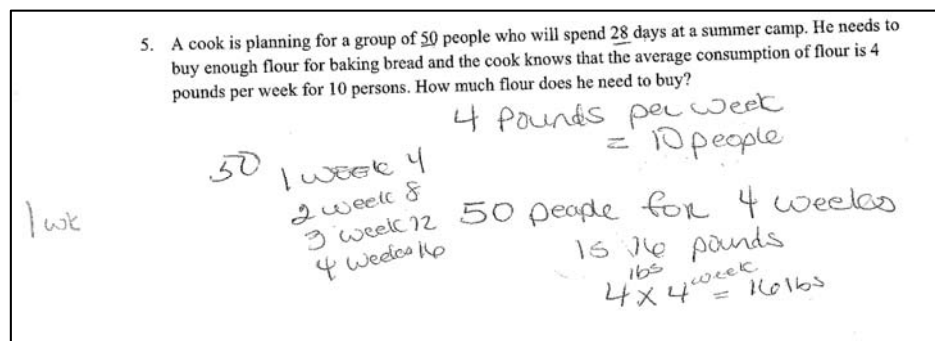 5. A cook is planning for a group of 50 people who will spend 28 days at a summer camp. He needs to
buy enough flour for baking bread and the cook knows that the average consumption of flour is 4
pounds per week for 10 persons. How much flour does he need to buy?
4 Pounds per week
= 10 people
50
1 week 4
2 week 8
3 week 12
4 weeks 16
1 wk
50 people for 4 weeks
is 16 pounds
lbs week
4 x 4 = 16 lbs